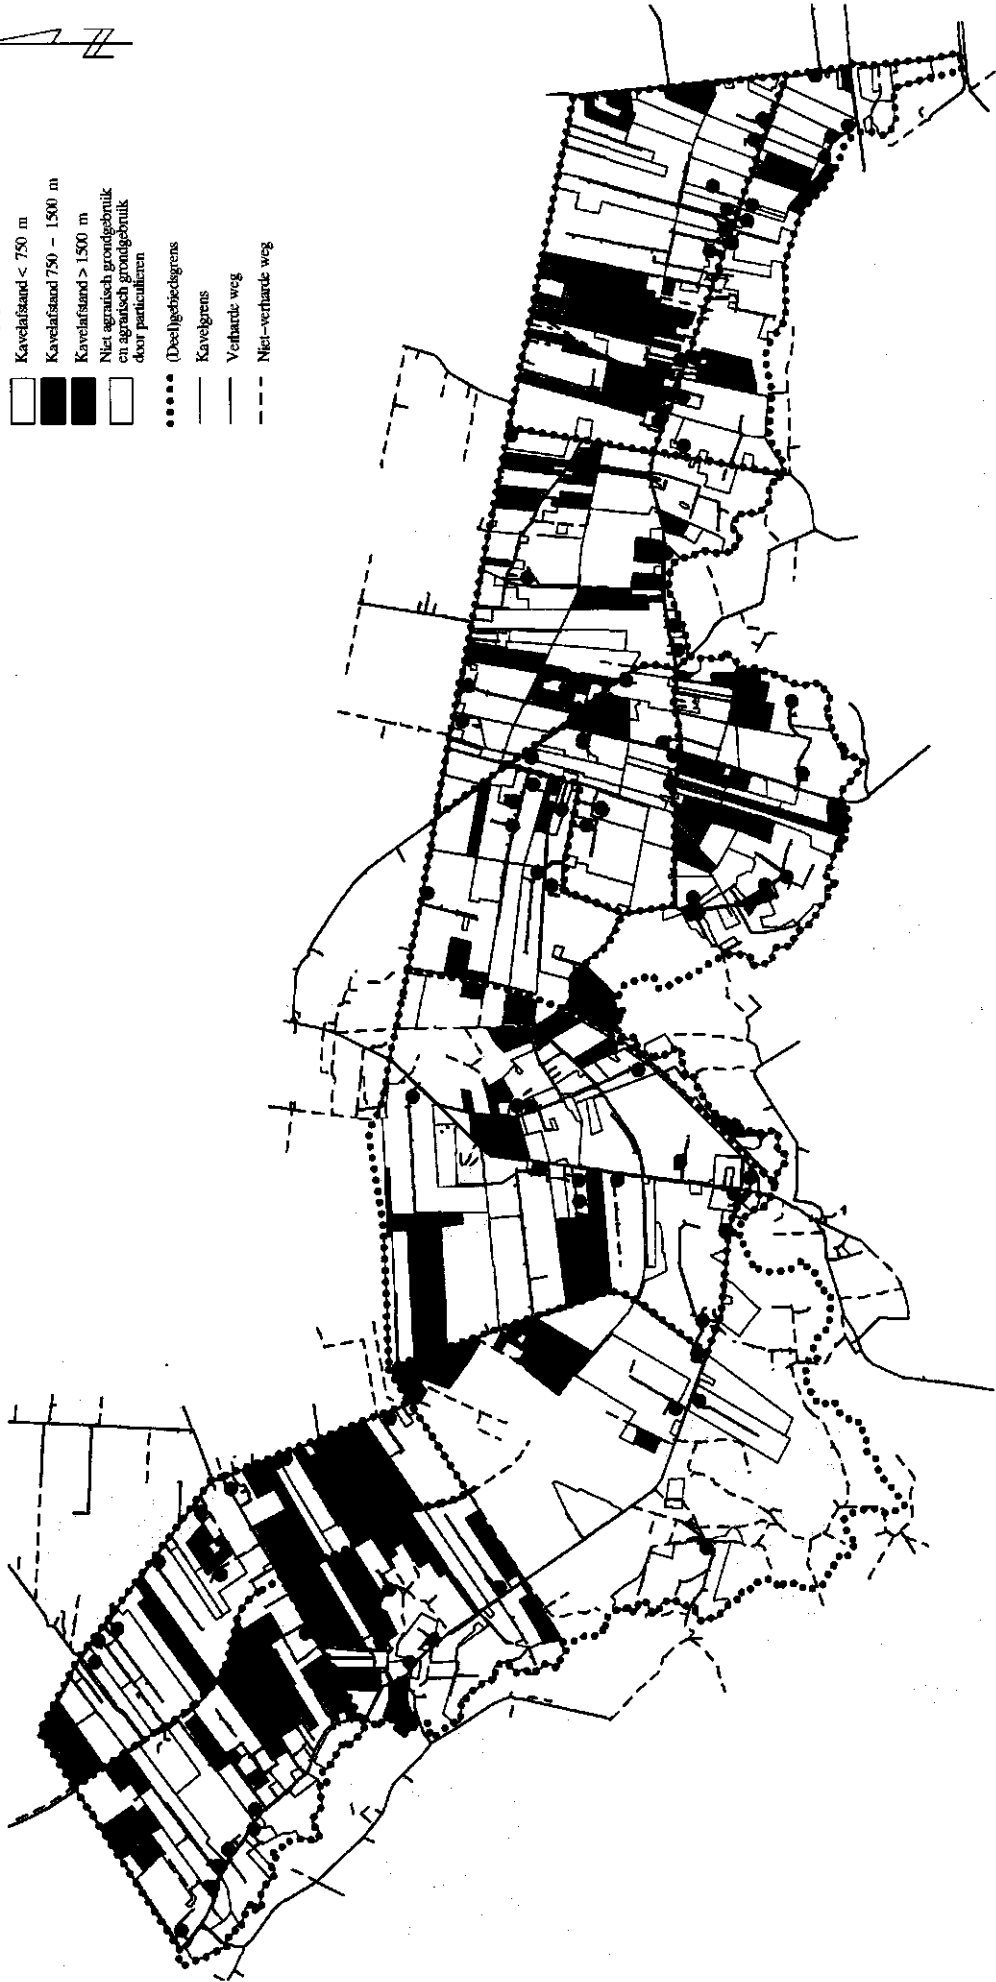 Kavelafstand < 750 m
Kavelafstand 750 - 1500 m
Kavelafstand > 1500 m
Niet agrarisch grondgebruik
en agrarisch grondgebruik
door particulieren
(Deel)gebiedsgrens
Kavelgrens
Verharde weg
Niet-verharde weg